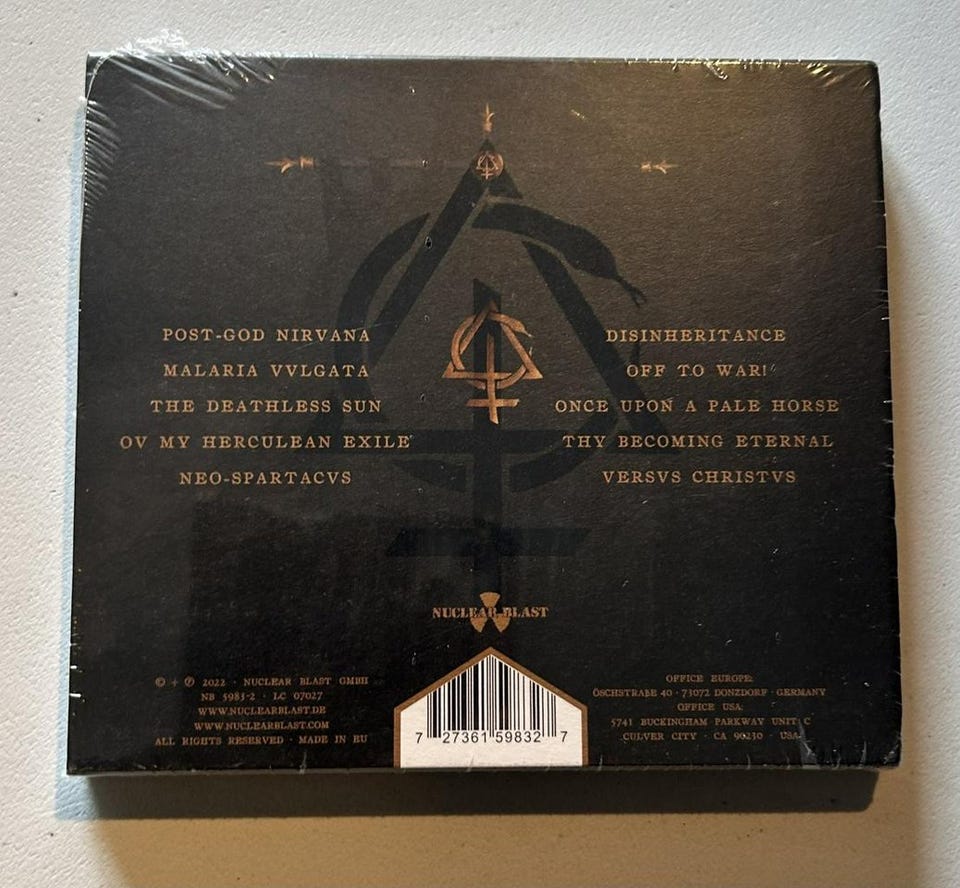 POST-GOD NIRVANA
MALARIA VVLGATA
THE DEATHLESS SUN
OV MY HERCULEAN EXILE
NEO-SPARTACVS
DISINHERITANCE
OFF TO WAR!
ONCE UPON A PALE HORSE
THY BECOMING ETERNAL
VERSVS CHRISTVS
NUCLEAR BLAST
© + ℗ 2022 · NUCLEAR BLAST GMBH
NB 5983-2 · LC 07027
WWW.NUCLEARBLAST.DE
WWW.NUCLEARBLAST.COM
ALL RIGHTS RESERVED · MADE IN EU
7 27361 59832 7
OFFICE EUROPE:
ÖSCHSTRAßE 40 · 73072 DONZDORF · GERMANY
OFFICE USA:
5741 BUCKINGHAM PARKWAY UNIT C
CULVER CITY · CA 90230 · USA